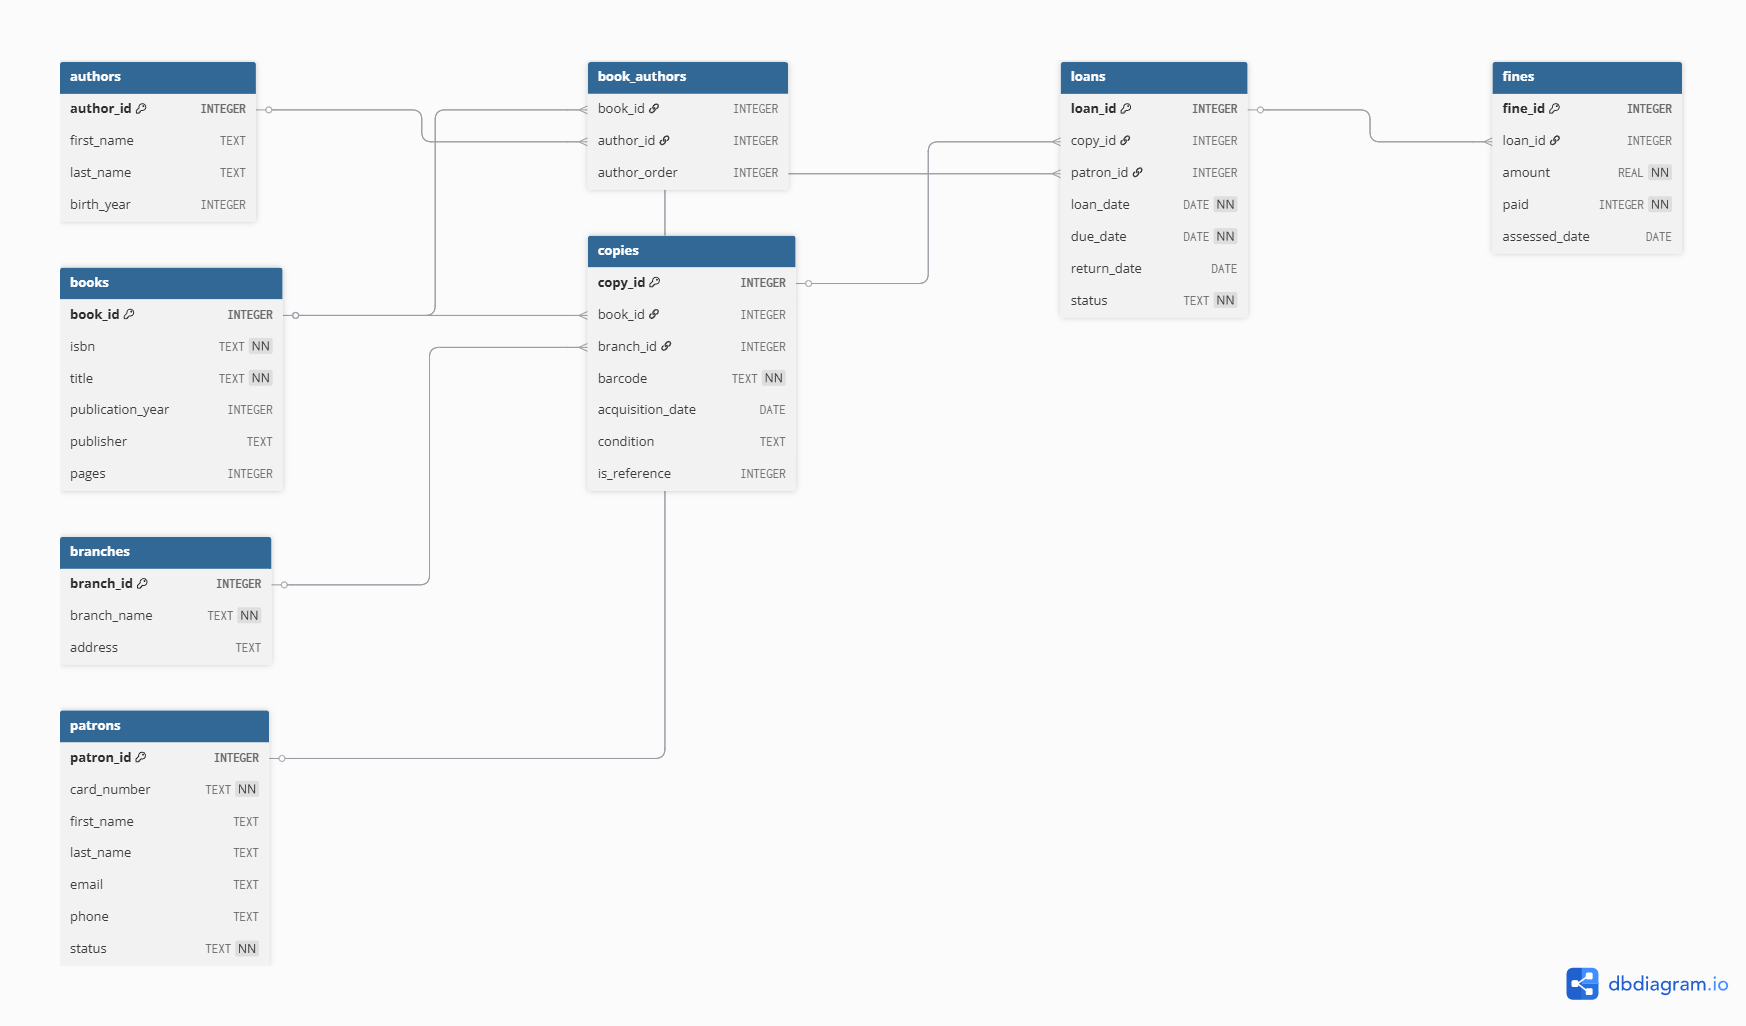 authors
author_id INTEGER
first_name TEXT
last_name TEXT
birth_year INTEGER
books
book_id INTEGER
isbn TEXT NN
title TEXT NN
publication_year INTEGER
publisher TEXT
pages INTEGER
branches
branch_id INTEGER
branch_name TEXT NN
address TEXT
patrons
patron_id INTEGER
card_number TEXT NN
first_name TEXT
last_name TEXT
email TEXT
phone TEXT
status TEXT NN
book_authors
book_id INTEGER
author_id INTEGER
author_order INTEGER
copies
copy_id INTEGER
book_id INTEGER
branch_id INTEGER
barcode TEXT NN
acquisition_date DATE
condition TEXT
is_reference INTEGER
loans
loan_id INTEGER
copy_id INTEGER
patron_id INTEGER
loan_date DATE NN
due_date DATE NN
return_date DATE
status TEXT NN
fines
fine_id INTEGER
loan_id INTEGER
amount REAL NN
paid INTEGER NN
assessed_date DATE
dbdiagram.io